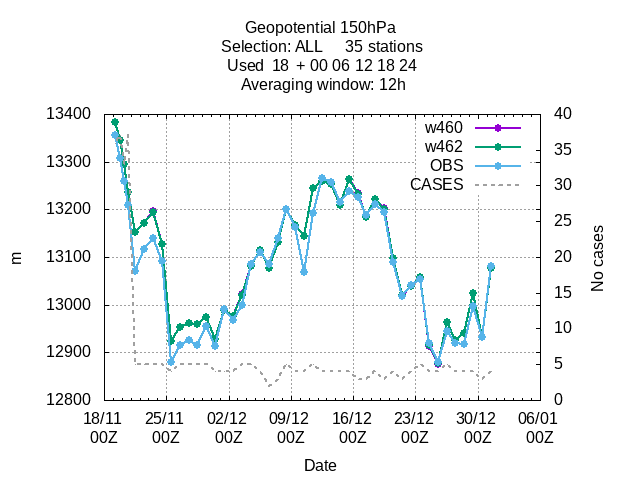 Geopotential 150hPa
Selection: ALL 35 stations
Used 18 + 00 06 12 18 24
Averaging window: 12h
13400
13300
13200
13100
13000
12900
12800
m
40
35
30
25
20
15
10
5
0
No cases
w460
w462
OBS
CASES
18/11 25/11 02/12 09/12 16/12 23/12 30/12 06/01
00Z 00Z 00Z 00Z 00Z 00Z 00Z 00Z
Date